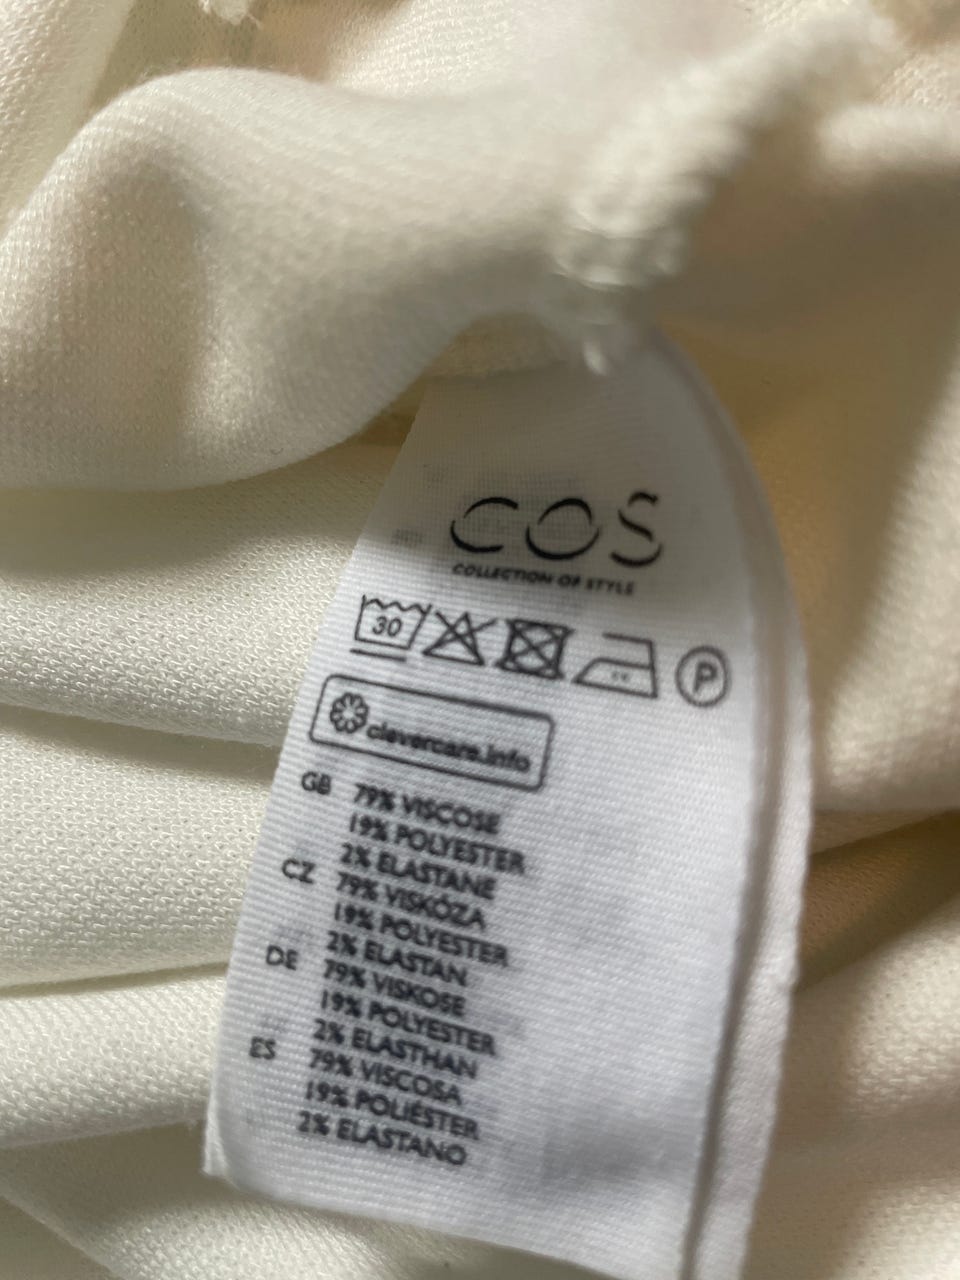 COS
COLLECTION OF STYLE
30 P
clevercare.info
GB 79% VISCOSE
19% POLYESTER
2% ELASTANE
CZ 79% VISKÓZA
19% POLYESTER
2% ELASTAN
DE 79% VISKOSE
19% POLYESTER
2% ELASTHAN
ES 79% VISCOSA
19% POLIÉSTER
2% ELASTANO